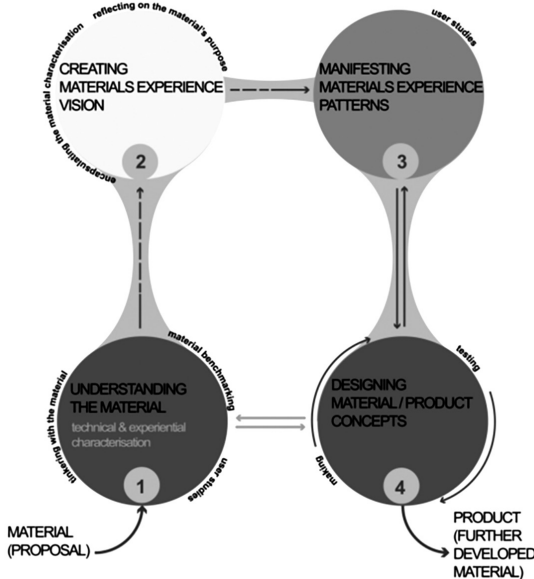 reflecting on the material's purpose
encapsulating the material characterisation
CREATING
MATERIALS EXPERIENCE
VISION
2
user studies
MANIFESTING
MATERIALS EXPERIENCE
PATTERNS
3
material benchmarking
tinkering with the material
user studies
UNDERSTANDING
THE MATERIAL
technical & experiential
characterisation
1
MATERIAL
(PROPOSAL)
testing
making
DESIGNING
MATERIAL / PRODUCT
CONCEPTS
4
PRODUCT
(FURTHER
DEVELOPED
MATERIAL)